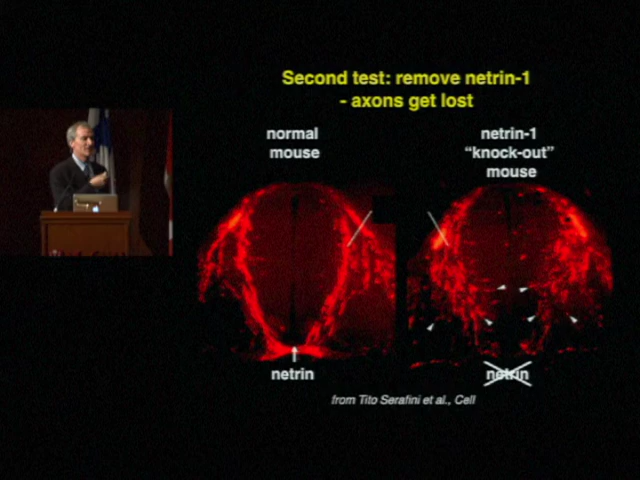 Second test: remove netrin-1
- axons get lost
normal
mouse
netrin-1
“knock-out”
mouse
netrin
netrin
from Tito Serafini et al., Cell